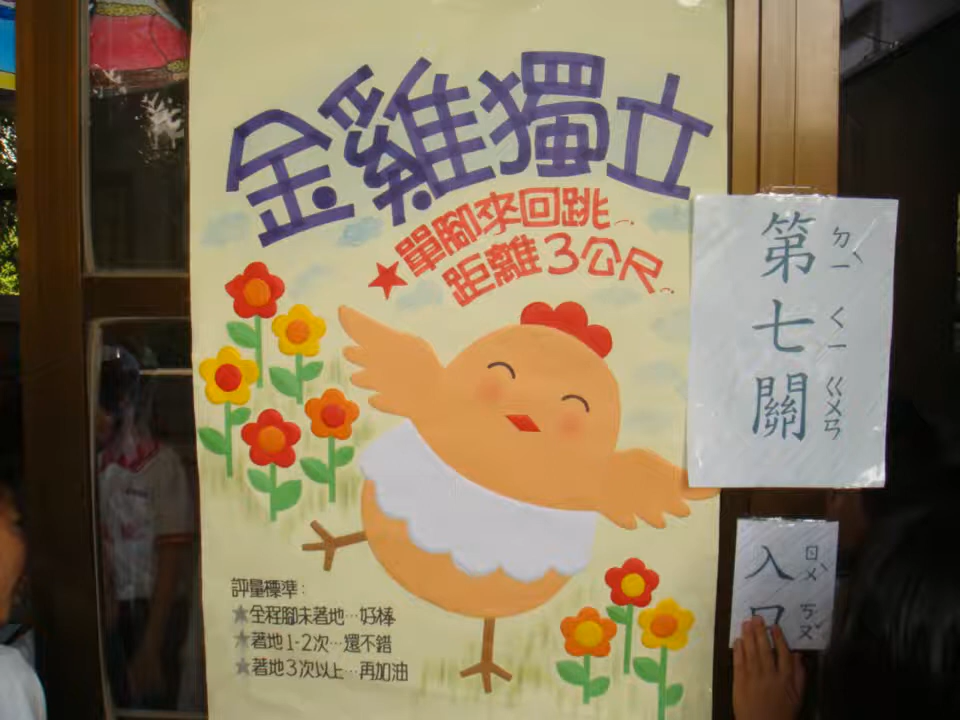 金雞獨立
★單腳來回跳
距離3公尺
評量標準：
★全程腳未著地…好棒
★著地1-2次…還不錯
★著地3次以上…再加油
第七關
ㄉㄧˋ ㄑㄧ ㄍㄨㄢ
入口
ㄖㄨˋ ㄎㄡˇ